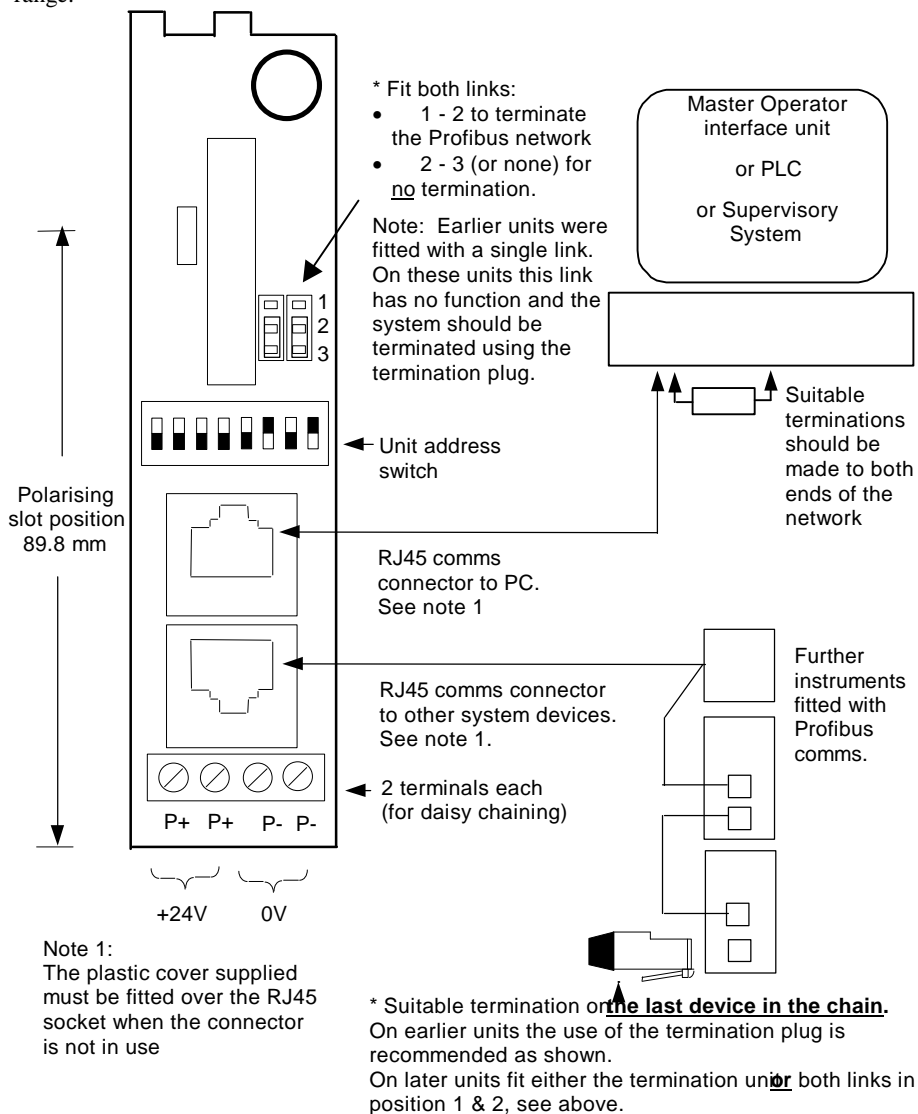 range.
* Fit both links:
• 1 - 2 to terminate
the Profibus network
• 2 - 3 (or none) for
no termination.
Note: Earlier units were
fitted with a single link.
On these units this link
has no function and the
system should be
terminated using the
termination plug.
1
2
3
Master Operator
interface unit
or PLC
or Supervisory
System
Suitable
terminations
should be
made to both
ends of the
network
Unit address
switch
Polarising
slot position
89.8 mm
RJ45 comms
connector to PC.
See note 1
RJ45 comms connector
to other system devices.
See note 1.
Further
instruments
fitted with
Profibus
comms.
2 terminals each
(for daisy chaining)
P+ P+ P- P-
+24V 0V
Note 1:
The plastic cover supplied
must be fitted over the RJ45
socket when the connector
is not in use
* Suitable termination on the last device in the chain.
On earlier units the use of the termination plug is
recommended as shown.
On later units fit either the termination unit or both links in
position 1 & 2, see above.